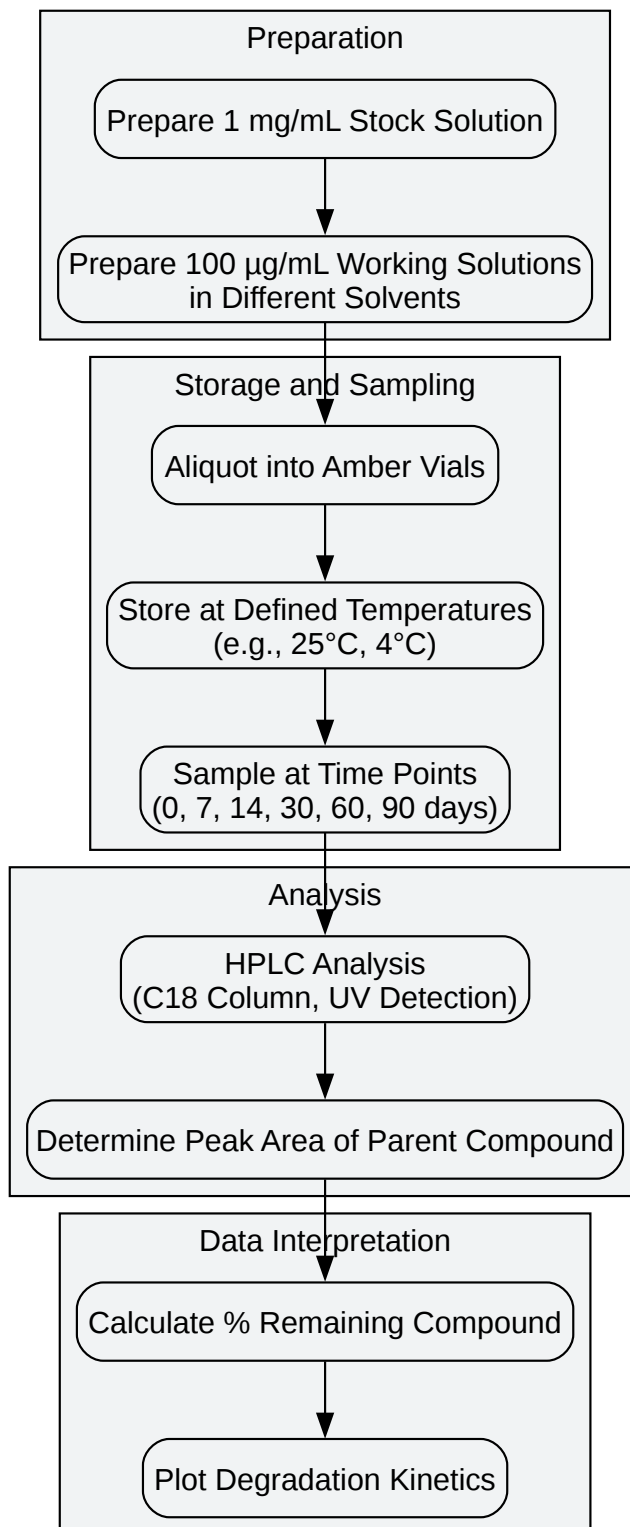 Preparation
Prepare 1 mg/mL Stock Solution
Prepare 100 µg/mL Working Solutions
in Different Solvents
Storage and Sampling
Aliquot into Amber Vials
Store at Defined Temperatures
(e.g., 25°C, 4°C)
Sample at Time Points
(0, 7, 14, 30, 60, 90 days)
Analysis
HPLC Analysis
(C18 Column, UV Detection)
Determine Peak Area of Parent Compound
Data Interpretation
Calculate % Remaining Compound
Plot Degradation Kinetics